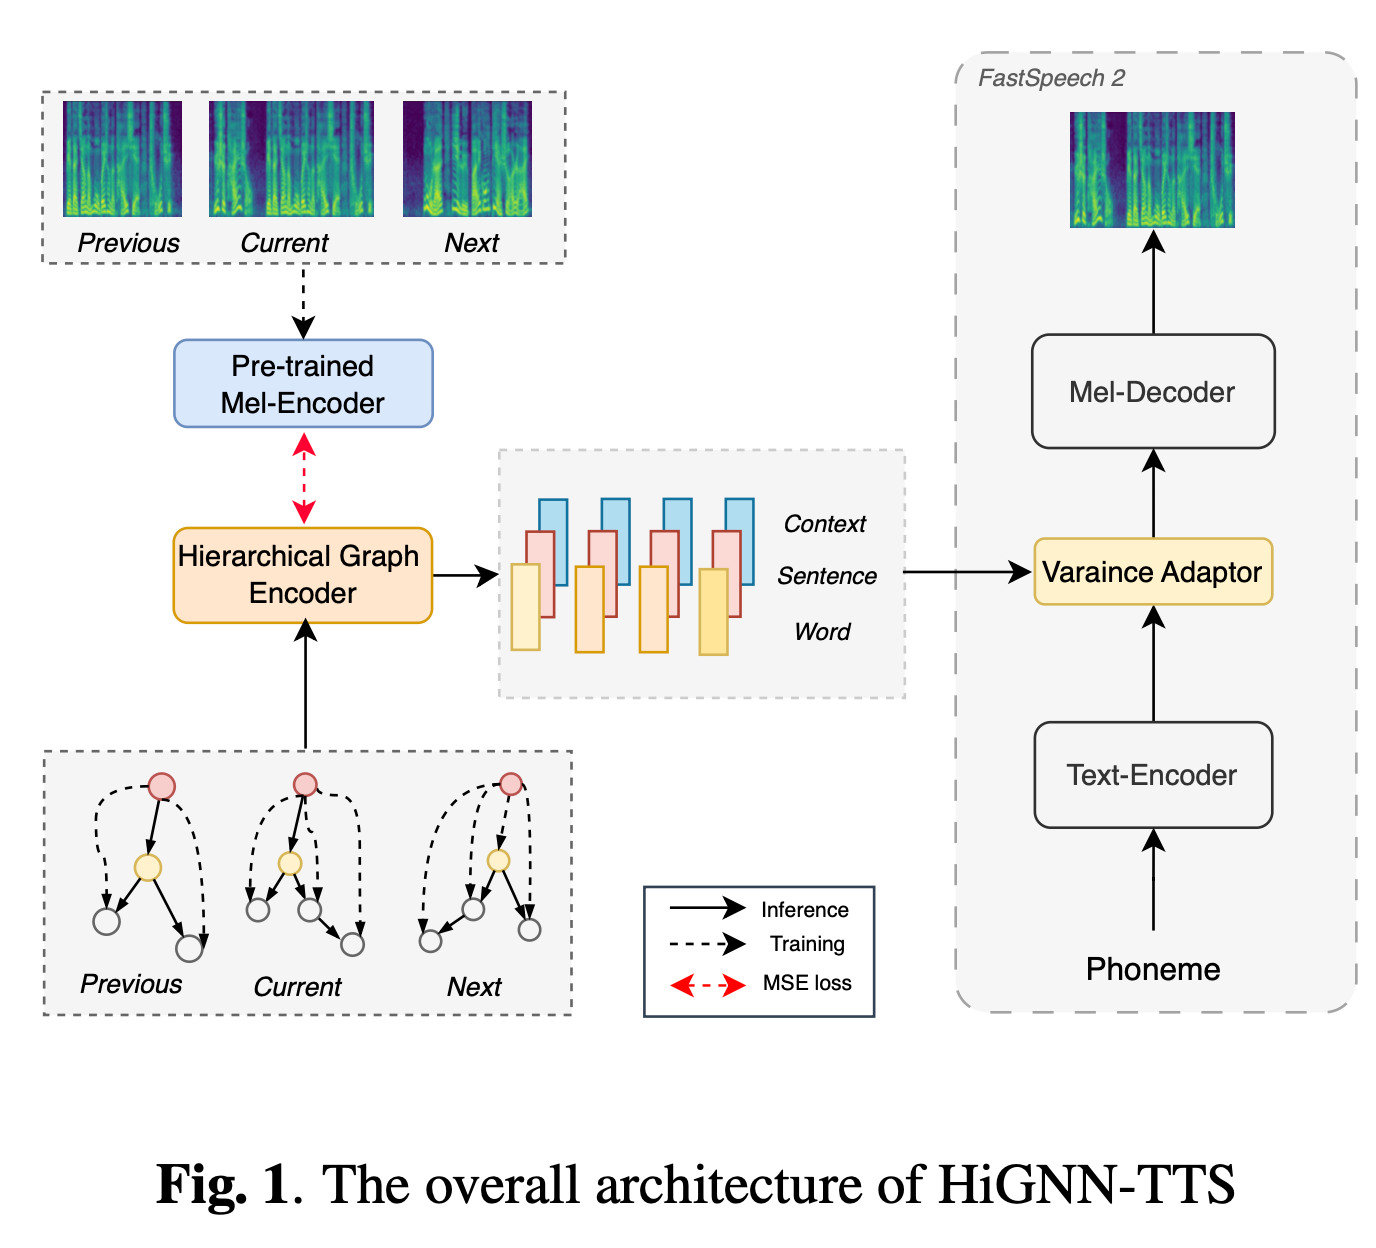 FastSpeech 2
Previous
Current
Next
Pre-trained
Mel-Encoder
Hierarchical Graph
Encoder
Context
Sentence
Word
Mel-Decoder
Varaince Adaptor
Text-Encoder
Phoneme
Previous
Current
Next
Inference
Training
MSE loss
Fig. 1. The overall architecture of HiGNN-TTS